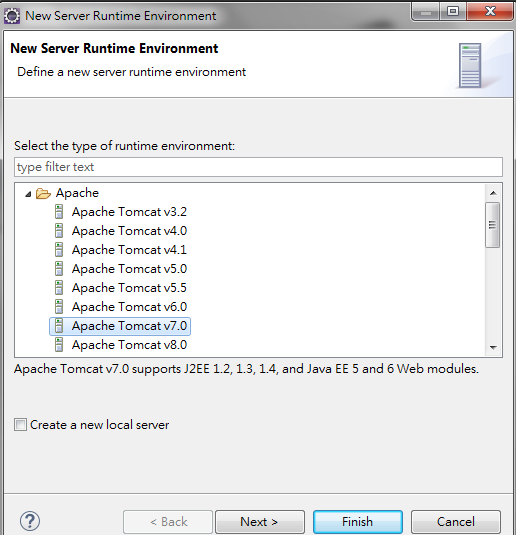 New Server Runtime Environment
New Server Runtime Environment
Define a new server runtime environment
Select the type of runtime environment:
type filter text
Apache
Apache Tomcat v3.2
Apache Tomcat v4.0
Apache Tomcat v4.1
Apache Tomcat v5.0
Apache Tomcat v5.5
Apache Tomcat v6.0
Apache Tomcat v7.0
Apache Tomcat v8.0
Apache Tomcat v7.0 supports J2EE 1.2, 1.3, 1.4, and Java EE 5 and 6 Web modules.
Create a new local server
? < Back Next > Finish Cancel